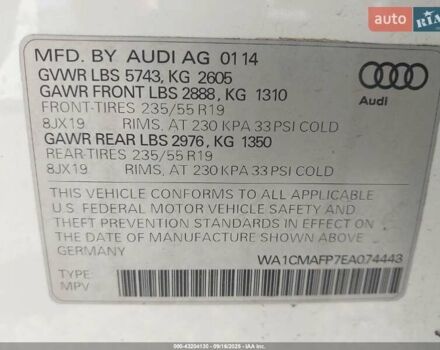 AUTO RIA
MFD. BY AUDI AG 0114
GVWR LBS 5743, KG 2605
GAWR FRONT LBS 2888, KG 1310
FRONT-TIRES 235/55 R19
8JX19 RIMS, AT 230 KPA 33 PSI COLD
GAWR REAR LBS 2976, KG 1350
REAR-TIRES 235/55 R19
8JX19 RIMS, AT 230 KPA 33 PSI COLD
Audi
THIS VEHICLE CONFORMS TO ALL APPLICABLE
U.S. FEDERAL MOTOR VEHICLE SAFETY AND
THEFT PREVENTION STANDARDS IN EFFECT ON
THE DATE OF MANUFACTURE SHOWN ABOVE
GERMANY
WA1CMAFP7EA074443
TYPE:
MPV